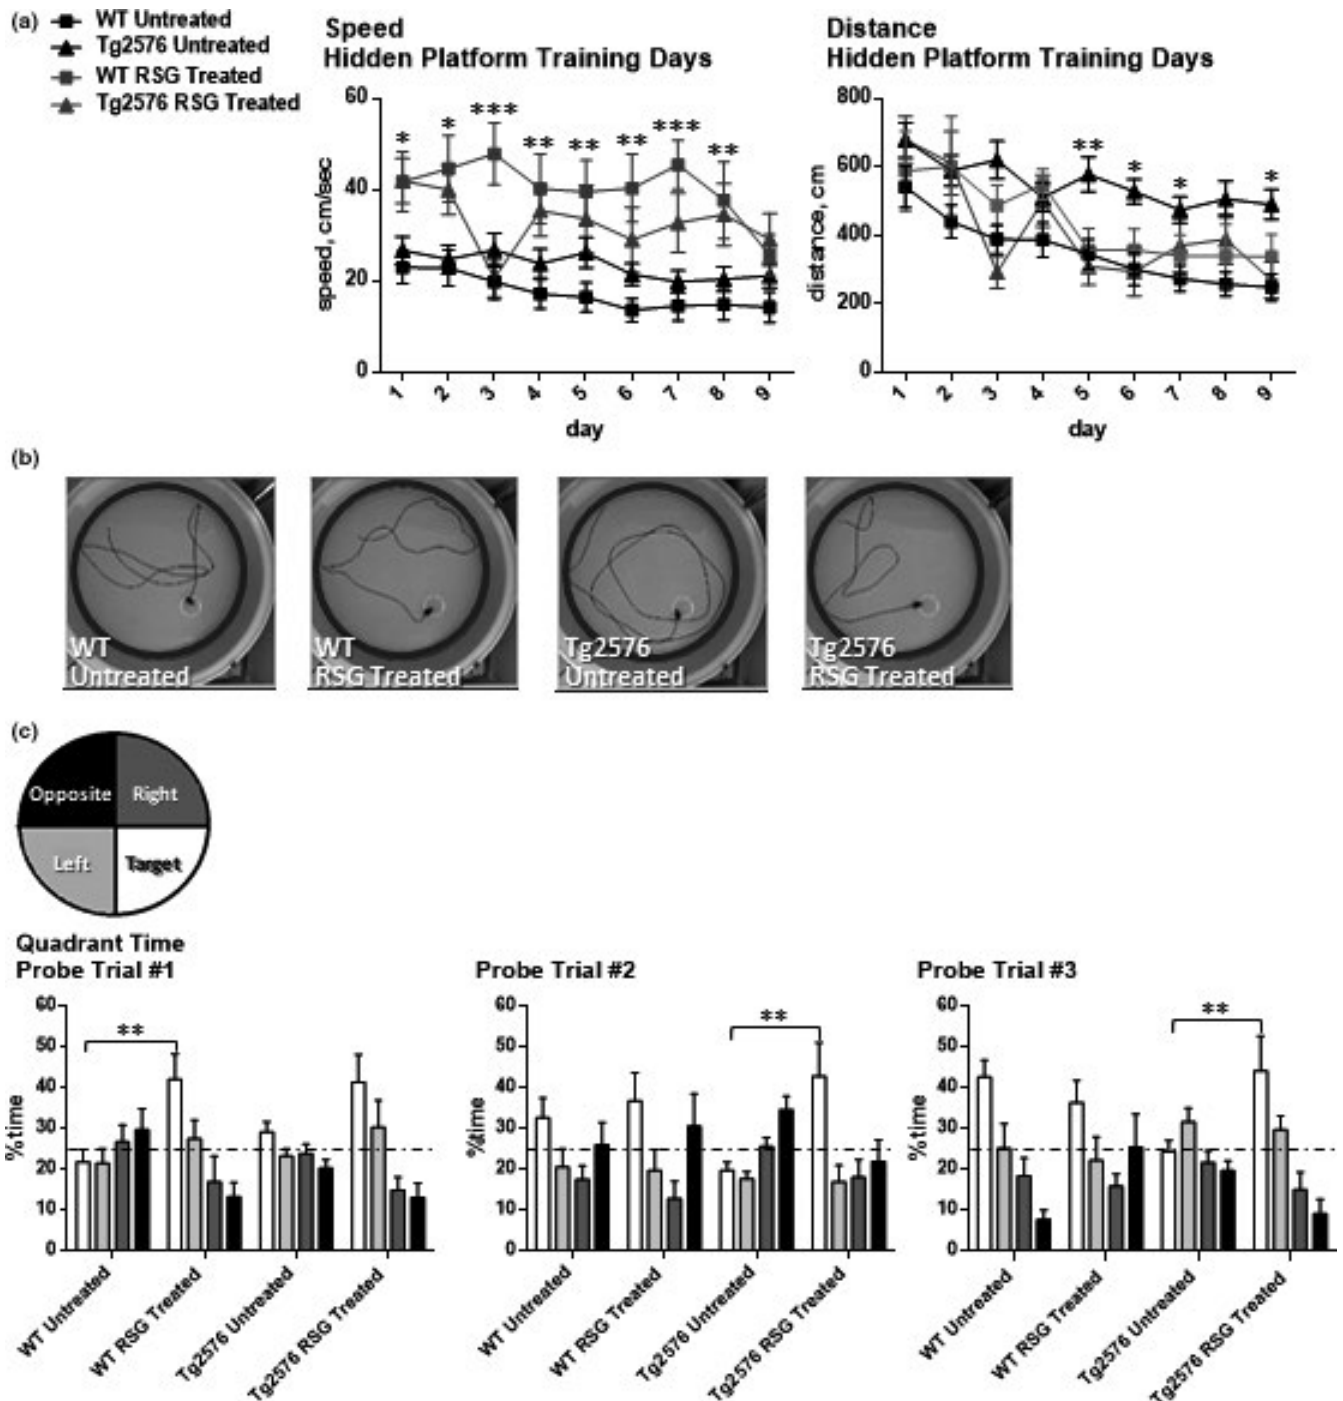 (a)
WT Untreated
Tg2576 Untreated
WT RSG Treated
Tg2576 RSG Treated
Speed
Hidden Platform Training Days
60
40
20
0
speed, cm/sec
* * *** ** ** ** *** **
1 2 3 4 5 6 7 8 9
day
Distance
Hidden Platform Training Days
800
600
400
200
0
distance, cm
** * * *
1 2 3 4 5 6 7 8 9
day
(b)
WT
Untreated
WT
RSG Treated
Tg2576
Untreated
Tg2576
RSG Treated
(c)
Opposite
Right
Left
Target
Quadrant Time
Probe Trial #1
60
50
40
30
20
10
0
%time
**
WT Untreated
WT RSG Treated
Tg2576 Untreated
Tg2576 RSG Treated
Probe Trial #2
60
50
40
30
20
10
0
%time
**
WT Untreated
WT RSG Treated
Tg2576 Untreated
Tg2576 RSG Treated
Probe Trial #3
60
50
40
30
20
10
0
%time
**
WT Untreated
WT RSG Treated
Tg2576 Untreated
Tg2576 RSG Treated